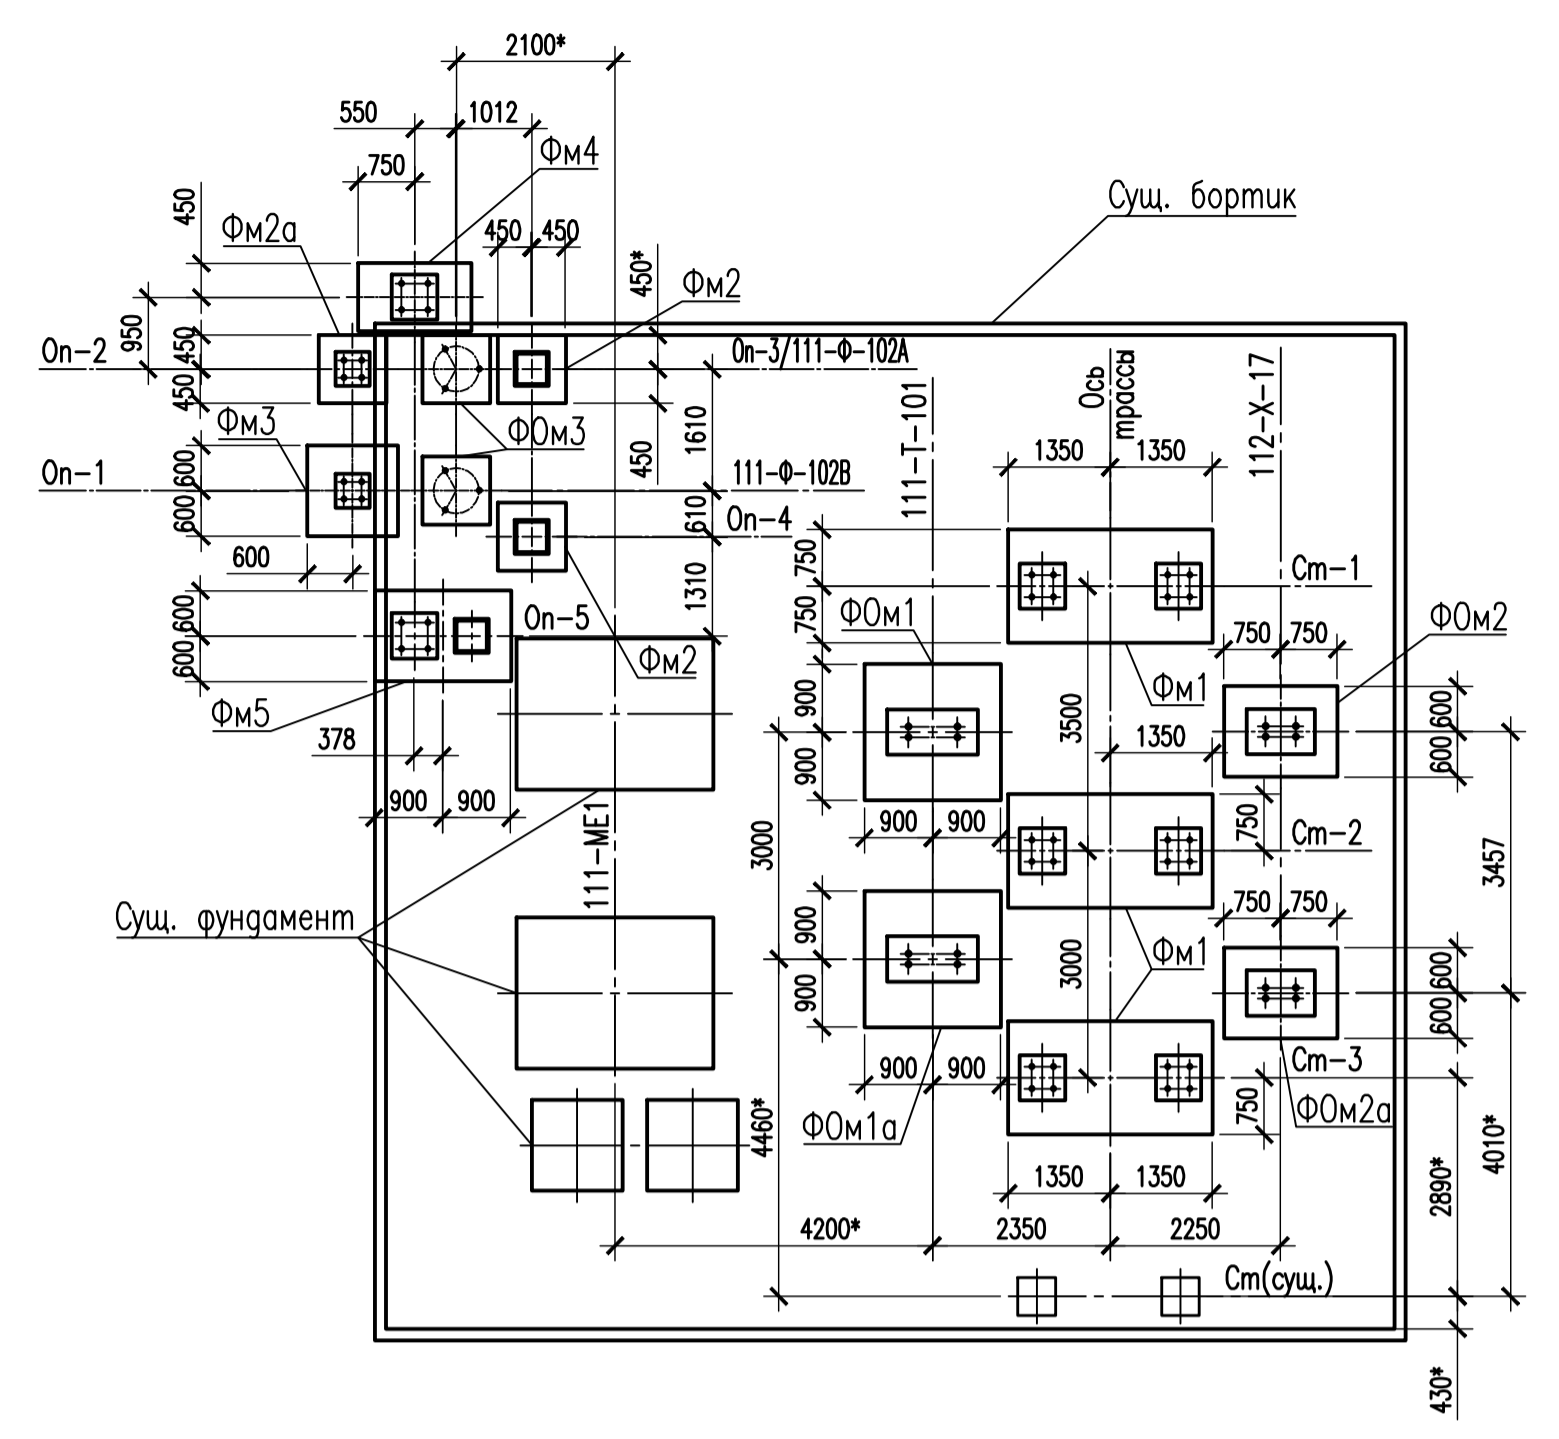 2100*
550
1012
Фм4
750
Сущ. бортик
450
Фм2а
450
450
450*
Фм2
950
Оп-2
450
450
Оп-3/111-Ф-102А
Ось
трассы
112-Х-17
111-Т-101
Фм3
ФОм3
1610
450
1350
1350
Оп-1
600
600
111-Ф-102В
610
Оп-4
600
1310
750
750
Ст-1
ФОм1
ФОм2
600
600
Оп-5
750
750
Фм2
Фм1
Фм5
378
900
900
3500
1350
600
600
900
900
111-МЕ1
3000
900
900
750
Ст-2
3457
Сущ. фундамент
900
900
750
750
Фм1
3000
600
600
900
900
Ст-3
ФОм1а
4460*
750
ФОм2а
4010*
1350
1350
2890*
4200*
2350
2250
Ст(сущ.)
430*